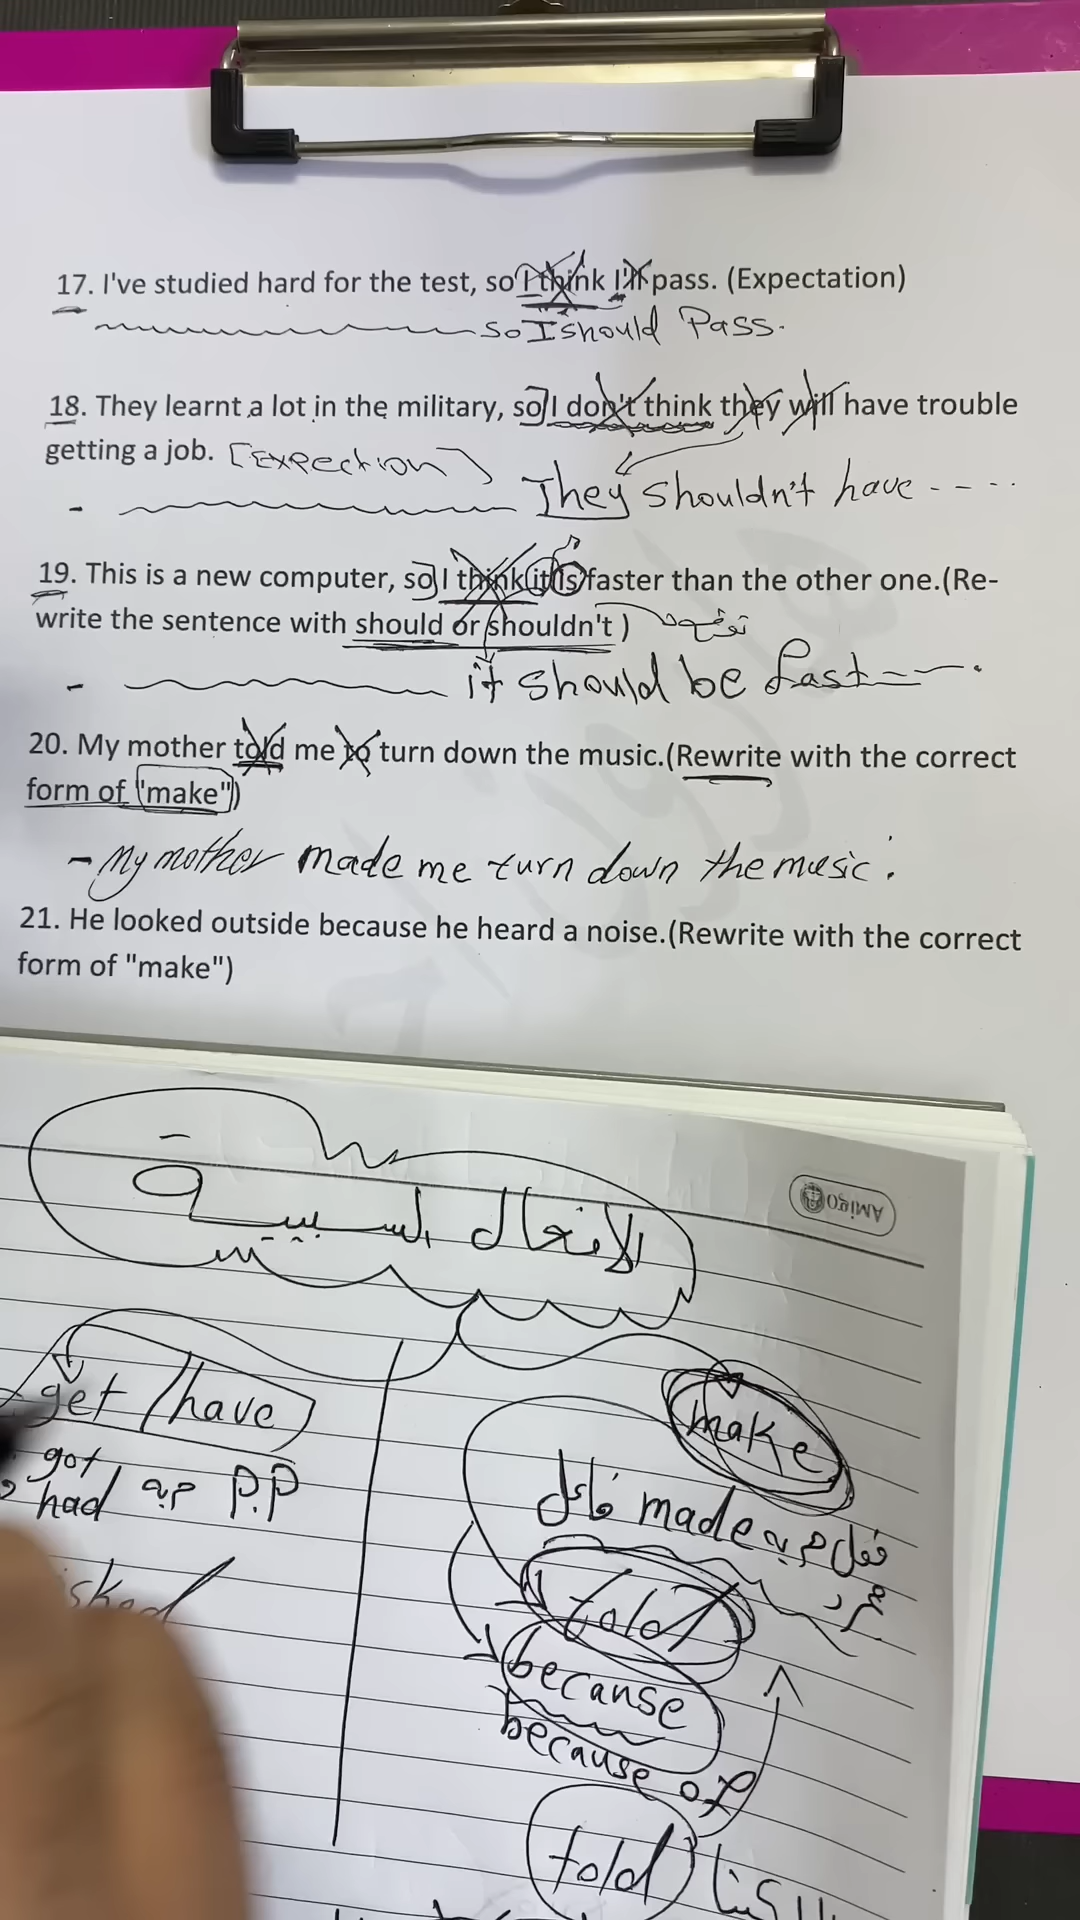 17. I've studied hard for the test, so I think I'll pass. (Expectation)
so I should Pass.
18. They learnt a lot in the military, so I don't think they will have trouble
getting a job. [Expection]
- They shouldn't have ----
19. This is a new computer, so I think it is faster than the other one.(Re-
write the sentence with should or shouldn't )
- it should be fast
20. My mother told me to turn down the music.(Rewrite with the correct
form of "make")
- My mother made me turn down the music.
21. He looked outside because he heard a noise.(Rewrite with the correct
form of "make")
AMIGO
الافعال السببية
get / have
make
got / had م.به P.P
فاعل made م.به فعل
مجرد
told
because
because of
told